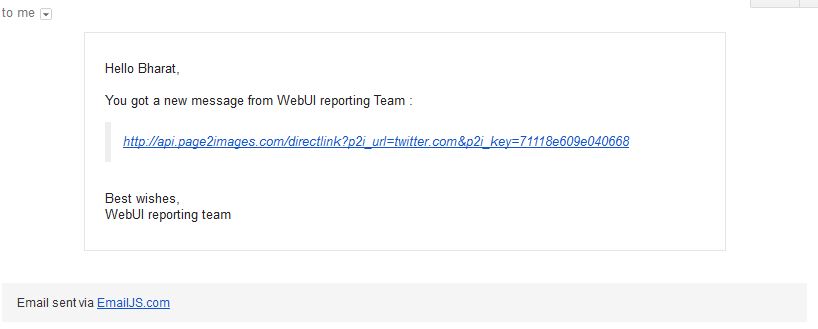 to me
Hello Bharat,
You got a new message from WebUI reporting Team :
http://api.page2images.com/directlink?p2i_url=twitter.com&p2i_key=71118e609e040668
Best wishes,
WebUI reporting team
Email sent via EmailJS.com